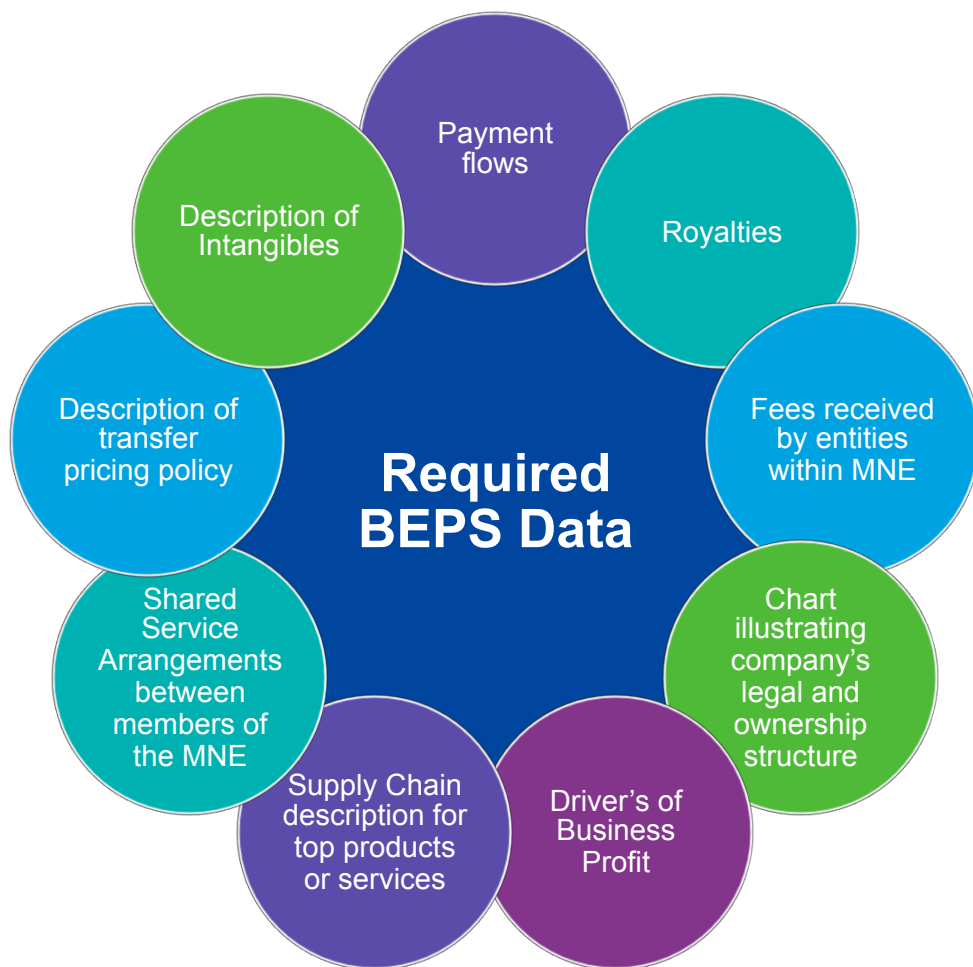 Payment
flows
Royalties
Fees received
by entities
within MNE
Chart
illustrating
company’s
legal and
ownership
structure
Driver’s of
Business
Profit
Supply Chain
description for
top products
or services
Shared
Service
Arrangements
between
members of
the MNE
Description of
transfer
pricing policy
Description of
Intangibles
Required
BEPS Data